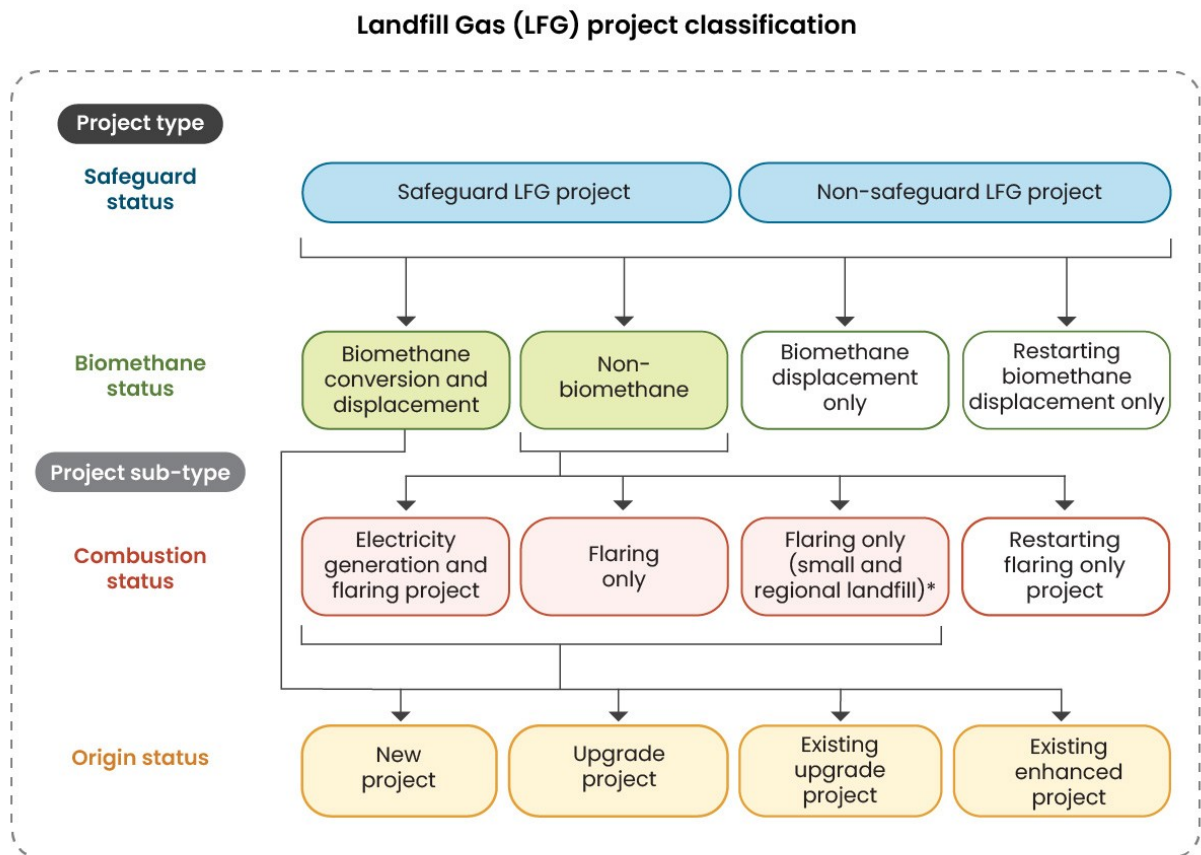 Landfill Gas (LFG) project classification
Project type
Safeguard
status
Safeguard LFG project
Non-safeguard LFG project
Biomethane
status
Biomethane
conversion and
displacement
Non-
biomethane
Biomethane
displacement
only
Restarting
biomethane
displacement only
Project sub-type
Combustion
status
Electricity
generation and
flaring project
Flaring
only
Flaring only
(small and
regional landfill)*
Restarting
flaring only
project
Origin status
New
project
Upgrade
project
Existing
upgrade
project
Existing
enhanced
project